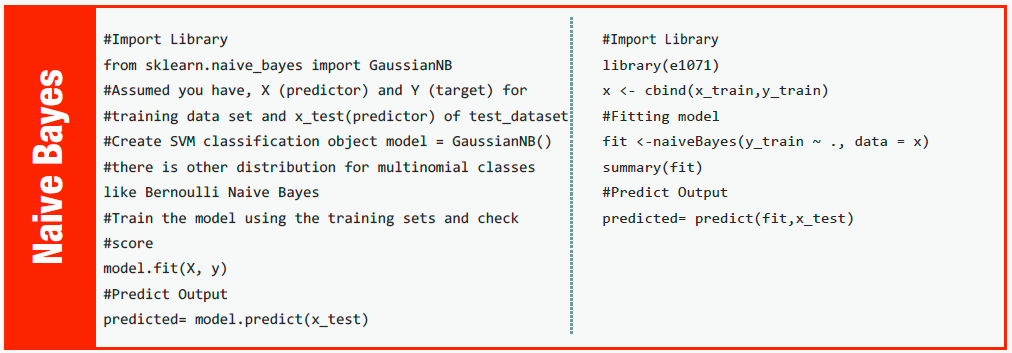 Naive Bayes
#Import Library
from sklearn.naive_bayes import GaussianNB
#Assumed you have, X (predictor) and Y (target) for
#training data set and x_test(predictor) of test_dataset
#Create SVM classification object model = GaussianNB()
#there is other distribution for multinomial classes
like Bernoulli Naive Bayes
#Train the model using the training sets and check
#score
model.fit(X, y)
#Predict Output
predicted= model.predict(x_test)
#Import Library
library(e1071)
x <- cbind(x_train,y_train)
#Fitting model
fit <-naiveBayes(y_train ~ ., data = x)
summary(fit)
#Predict Output
predicted= predict(fit,x_test)